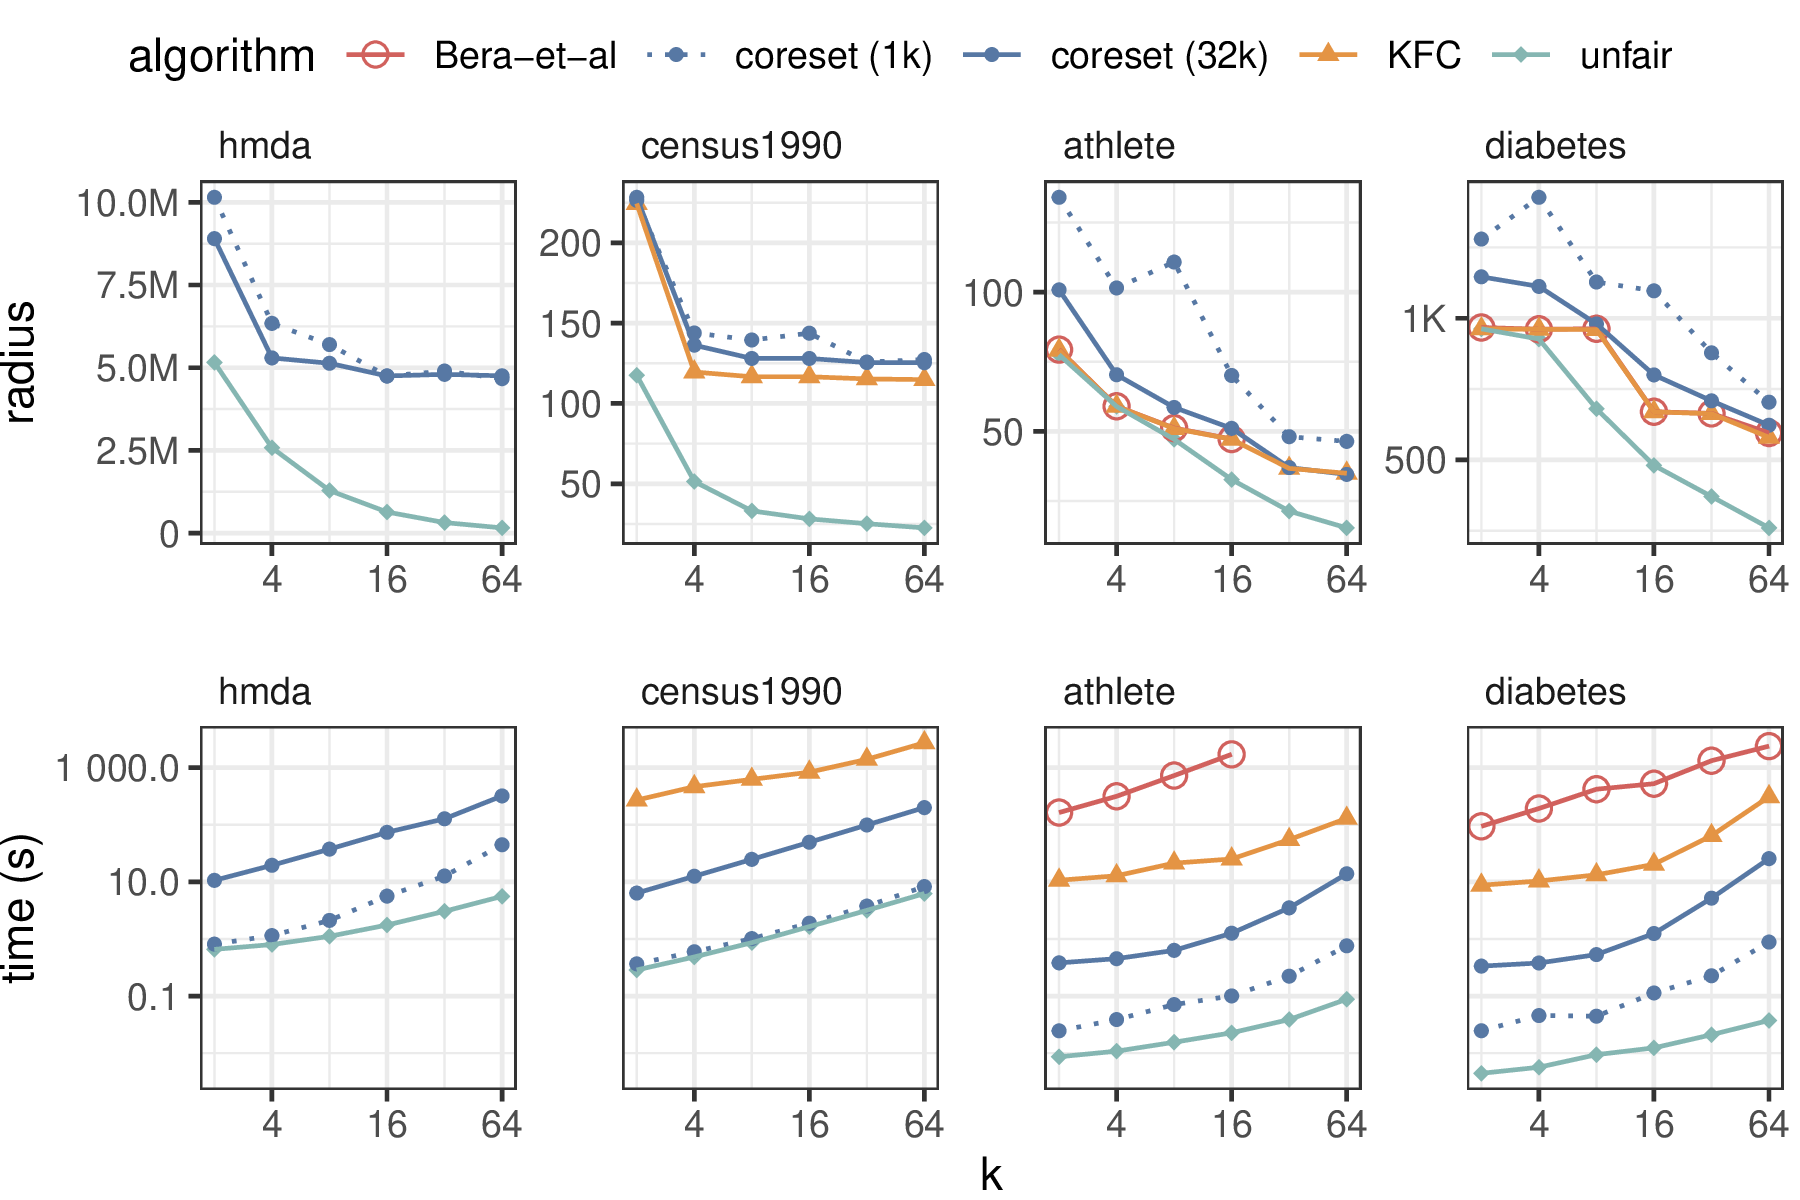 algorithm Bera−et−al coreset (1k) coreset (32k) KFC unfair
hmda census1990 athlete diabetes
radius
10.0M
7.5M
5.0M
2.5M
0
200
150
100
50
100
50
1K
500
4 16 64 4 16 64 4 16 64 4 16 64
hmda census1990 athlete diabetes
time (s)
1 000.0
10.0
0.1
4 16 64 4 16 64 4 16 64 4 16 64
k